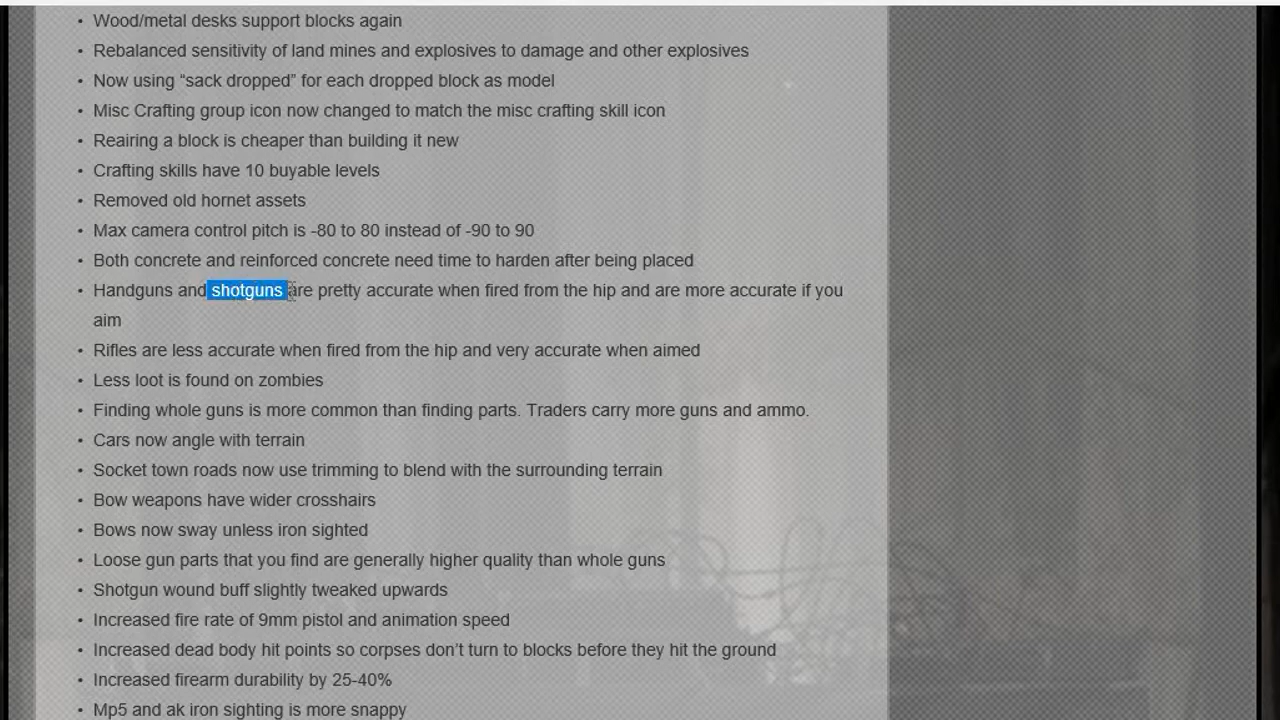 • Wood/metal desks support blocks again
• Rebalanced sensitivity of land mines and explosives to damage and other explosives
• Now using “sack dropped” for each dropped block as model
• Misc Crafting group icon now changed to match the misc crafting skill icon
• Reairing a block is cheaper than building it new
• Crafting skills have 10 buyable levels
• Removed old hornet assets
• Max camera control pitch is -80 to 80 instead of -90 to 90
• Both concrete and reinforced concrete need time to harden after being placed
• Handguns and shotguns are pretty accurate when fired from the hip and are more accurate if you
aim
• Rifles are less accurate when fired from the hip and very accurate when aimed
• Less loot is found on zombies
• Finding whole guns is more common than finding parts. Traders carry more guns and ammo.
• Cars now angle with terrain
• Socket town roads now use trimming to blend with the surrounding terrain
• Bow weapons have wider crosshairs
• Bows now sway unless iron sighted
• Loose gun parts that you find are generally higher quality than whole guns
• Shotgun wound buff slightly tweaked upwards
• Increased fire rate of 9mm pistol and animation speed
• Increased dead body hit points so corpses don’t turn to blocks before they hit the ground
• Increased firearm durability by 25-40%
• Mp5 and ak iron sighting is more snappy